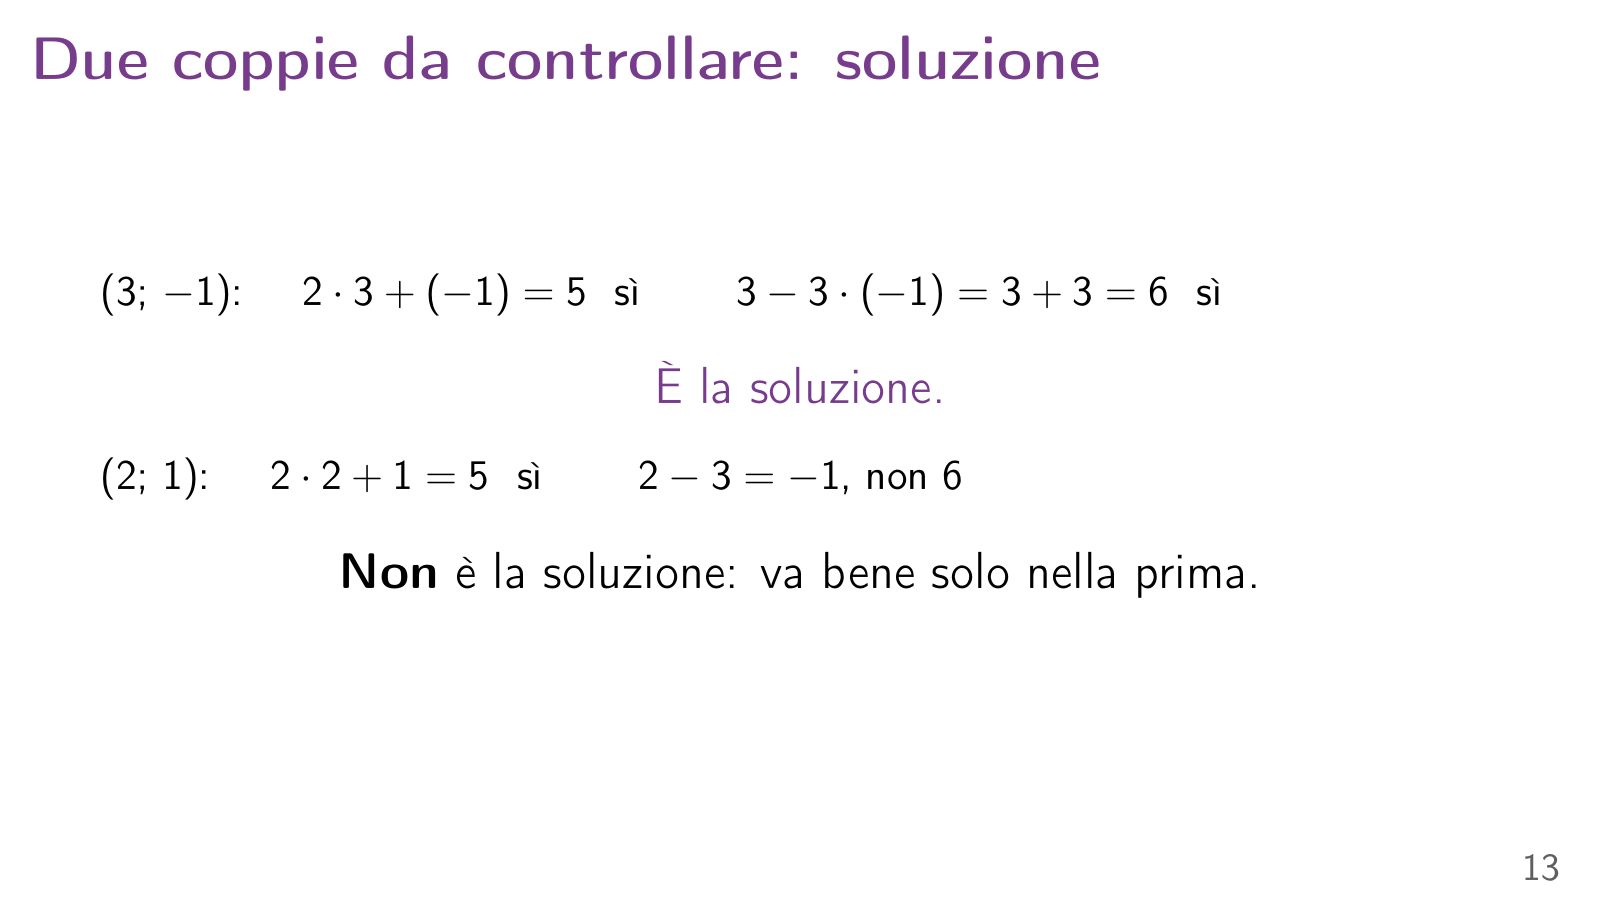 Due coppie da controllare: soluzione
(3; −1): 2 · 3 + (−1) = 5 sì 3 − 3 · (−1) = 3 + 3 = 6 sì
È la soluzione.
(2; 1): 2 · 2 + 1 = 5 sì 2 − 3 = −1, non 6
Non è la soluzione: va bene solo nella prima.
13